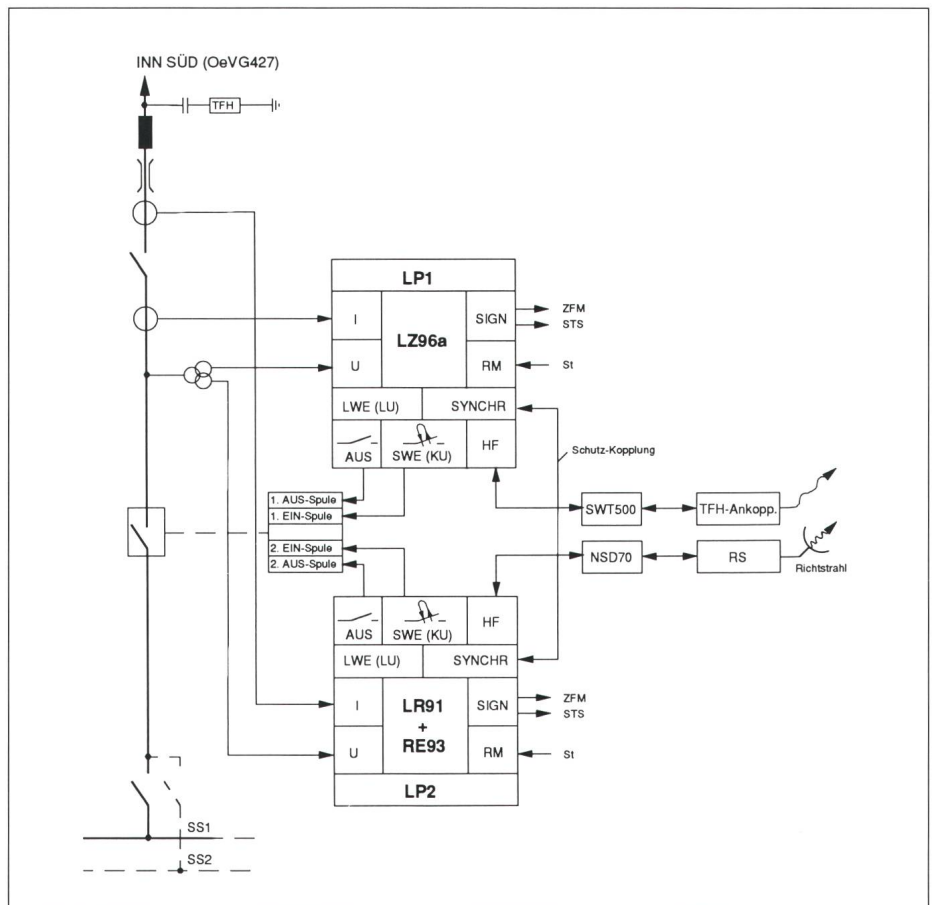 INN SÜD (OeVG427)
TFH
LP1
I
LZ96a
SIGN
ZFM
STS
U
RM
St
LWE (LU)
SYNCHR
AUS
SWE (KU)
HF
Schutz-Kopplung
1. AUS-Spule
1. EIN-Spule
2. EIN-Spule
2. AUS-Spule
SWT500
TFH-Ankopp.
NSD70
RS
Richtstrahl
AUS
SWE (KU)
HF
LWE (LU)
SYNCHR
I
LR91
+
RE93
SIGN
ZFM
STS
U
RM
St
LP2
SS1
SS2